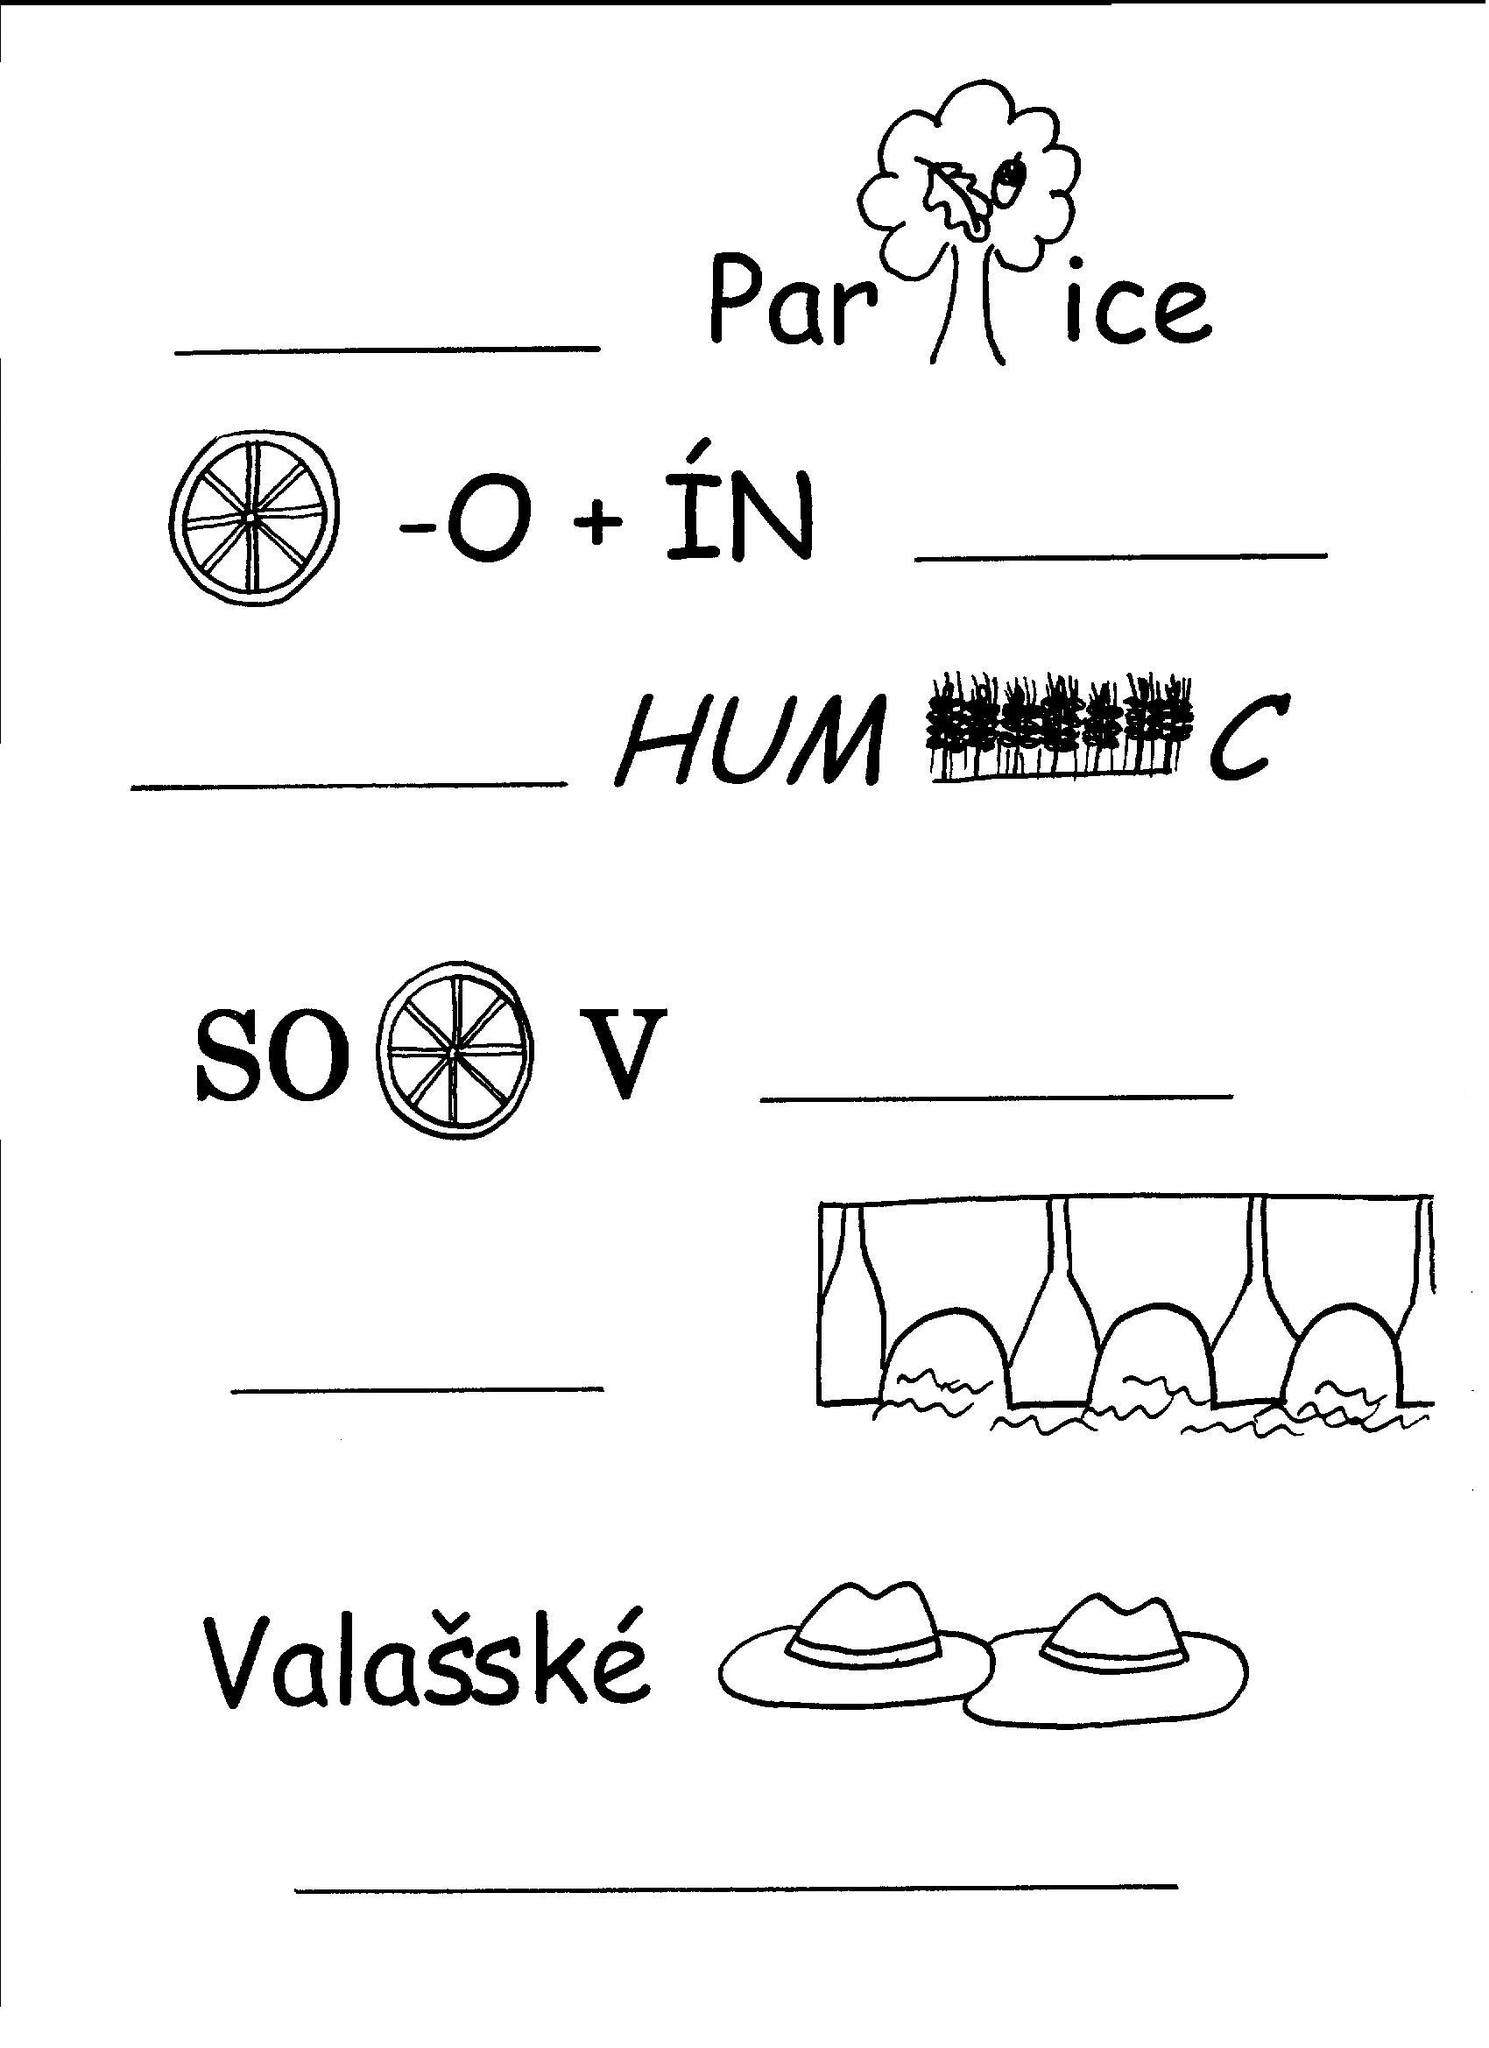 Par ice
-O + ÍN
HUM C
SO V
Valašské